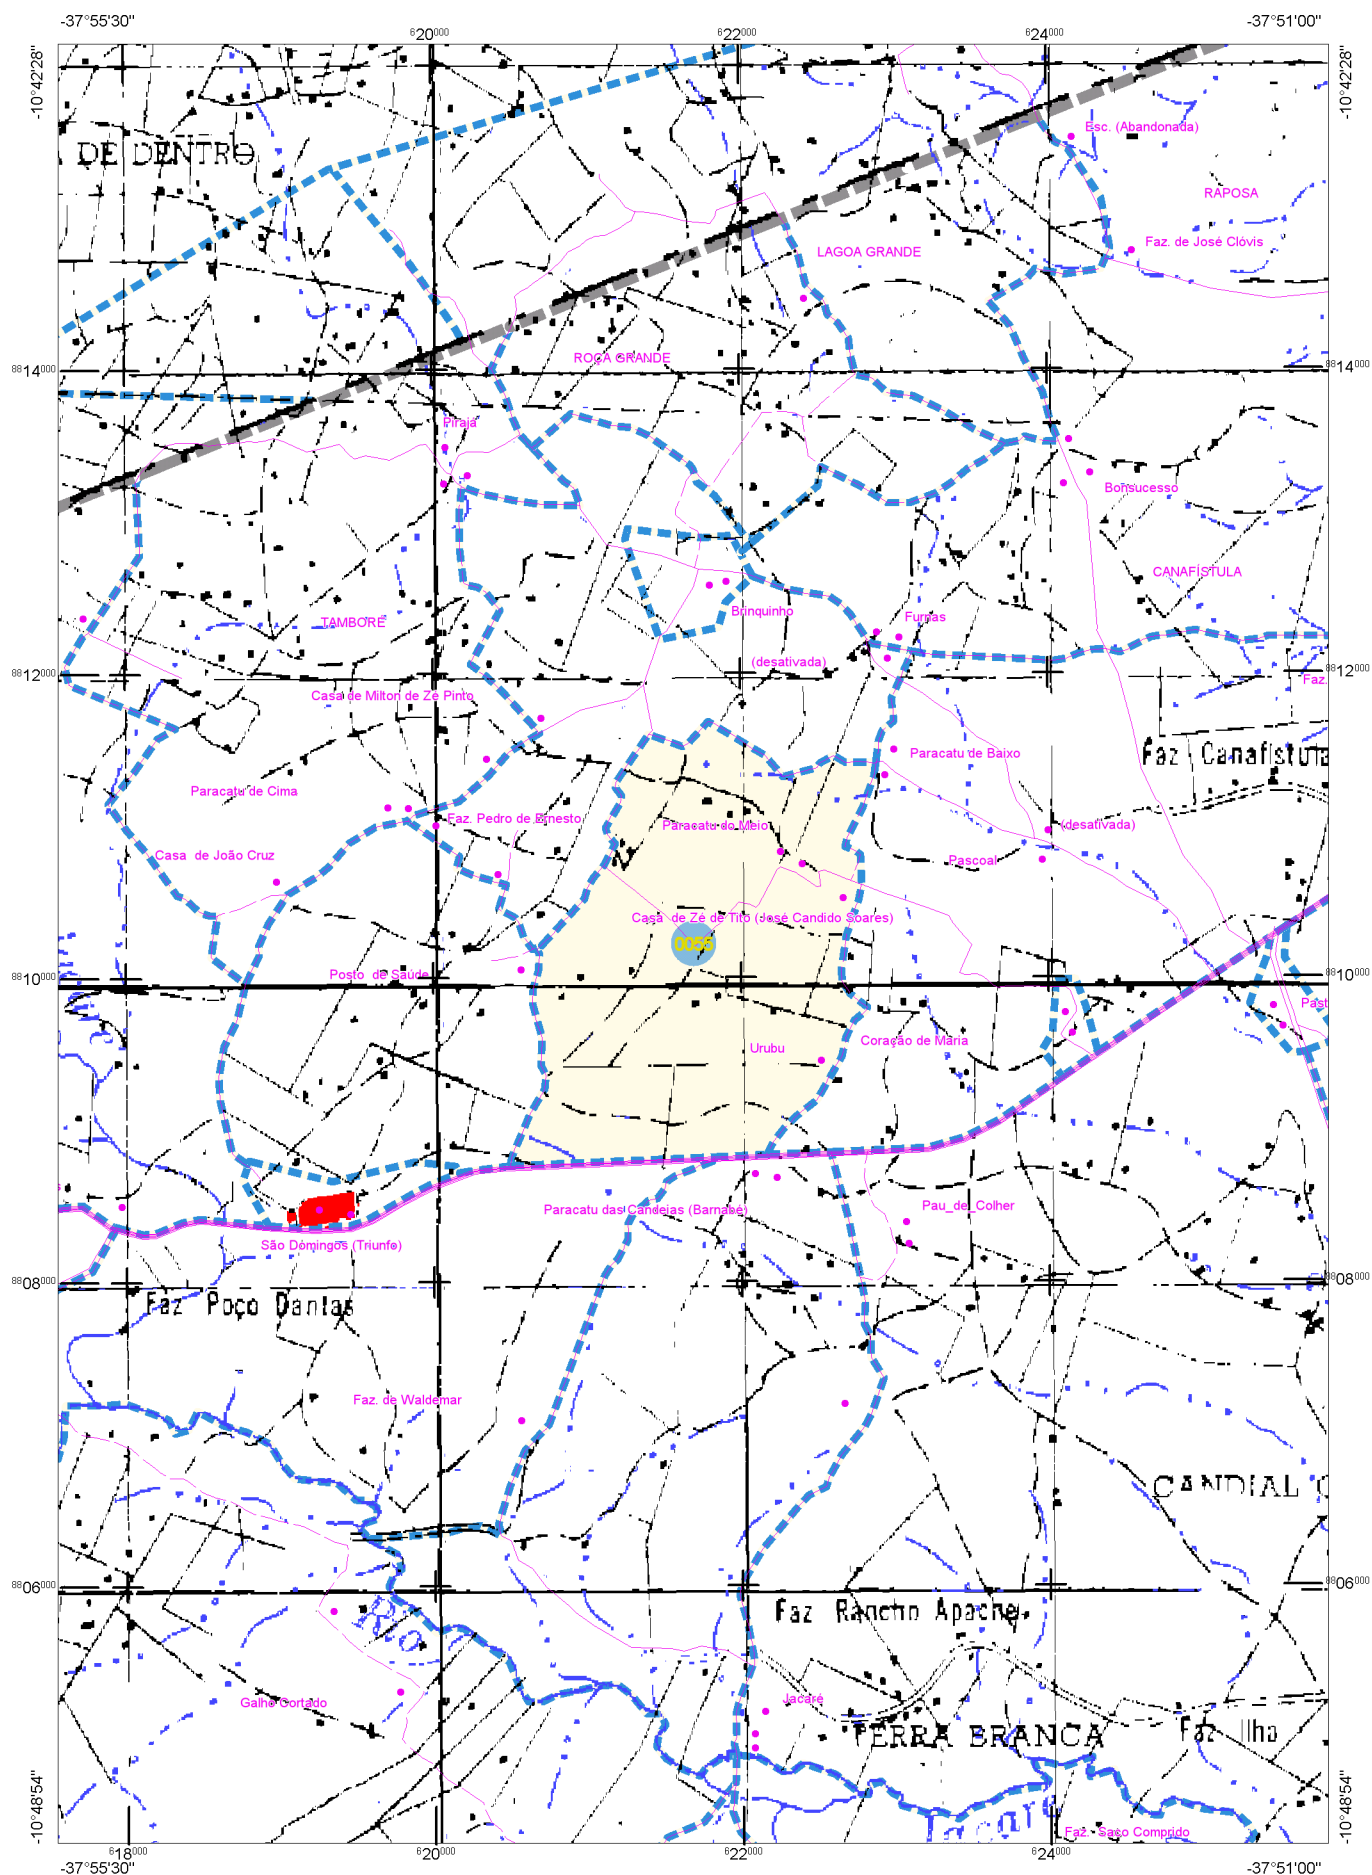 -37°55'30"
-37°51'00"
620000
622000
624000
-10°42'28"
-10°42'28"
Esc. (Abandonada)
DE DENTRO
RAPOSA
Faz. de José Clóvis
LAGOA GRANDE
ROÇA GRANDE
8814000
8814000
Pirajá
Bonsucesso
CANAFÍSTULA
Brinquinho
Furnas
TAMBORÉ
(desativada)
8812000
8812000
Faz.
Casa de Milton de Zé Pinto
Paracatu de Baixo
Faz Canafistula
Paracatu de Cima
Faz. Pedro de Ernesto
Paracatu do Meio
(desativada)
Casa de João Cruz
Pascoal
Casa de Zé de Tito (José Candido Soares)
0055
Posto de Saúde
8810000
8810000
Past
Coração de Maria
Urubu
Pau_de_Colher
Paracatu das Candeias (Barnabé)
São Domingos (Triunfo)
8808000
8808000
Faz Poço Dantas
Faz. de Waldemar
CANDIAL
8806000
8806000
Faz Rancho Apache
Rio
Galho Cortado
Jacaré
TERRA BRANCA
Faz Ilha
-10°48'54"
-10°48'54"
Faz. Saco Comprido
618000
620000
622000
624000
-37°55'30"
-37°51'00"